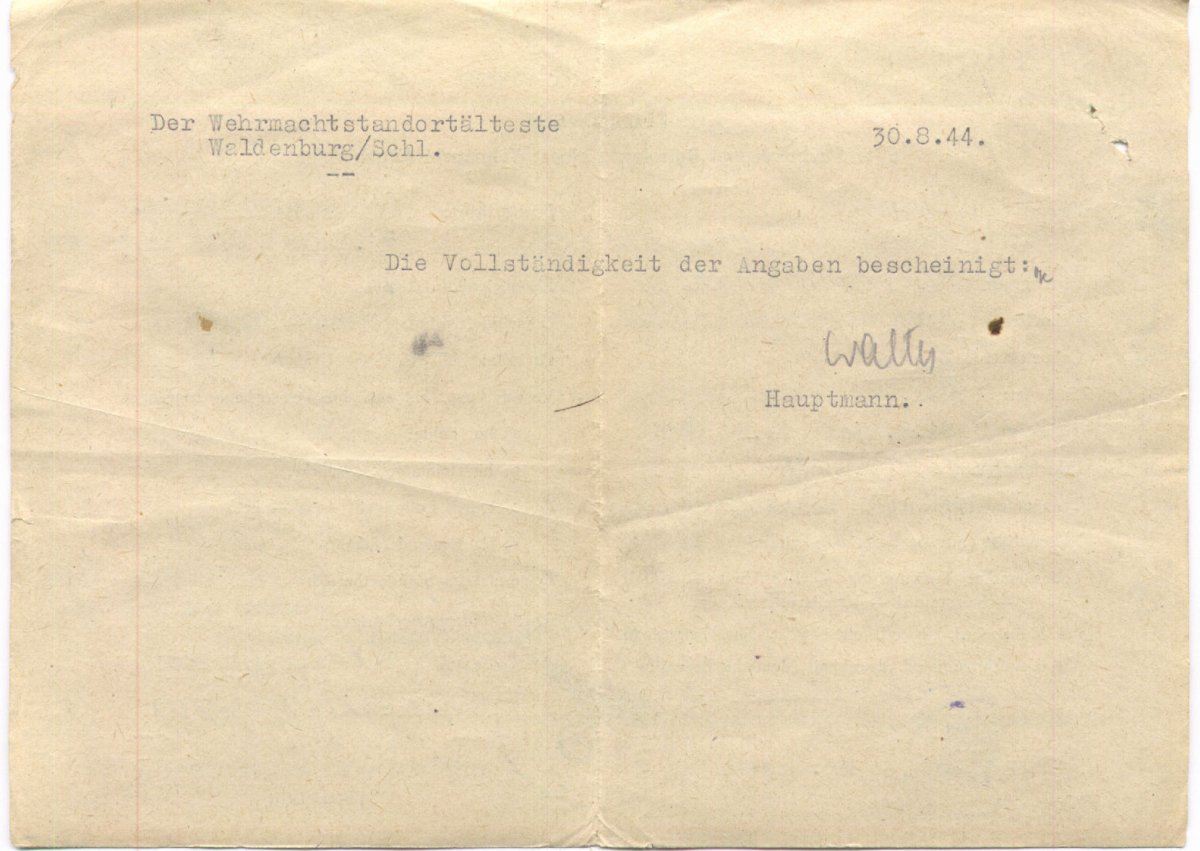 Der Wehrmachtstandortälteste
30.8.44.
Waldenburg/Schl.
Die Vollständigkeit der Angaben bescheinigt:
Hauptmann.